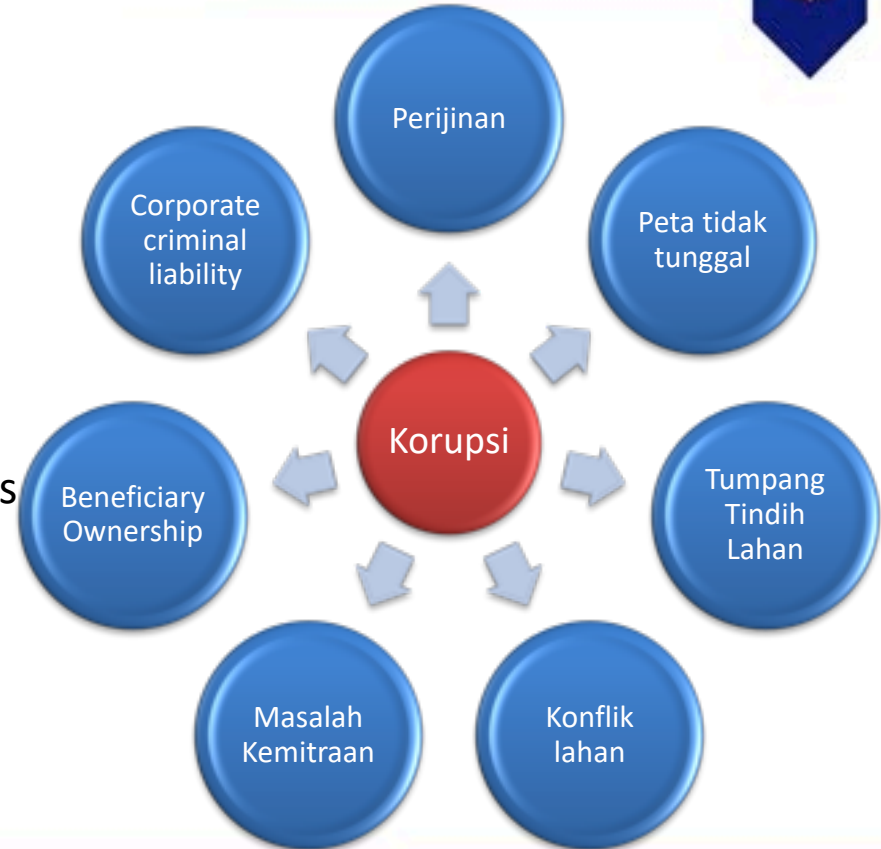 Perijinan
Peta tidak
tunggal
Tumpang
Tindih
Lahan
Konflik
lahan
Masalah
Kemitraan
Beneficiary
Ownership
Corporate
criminal
liability
Korupsi
s